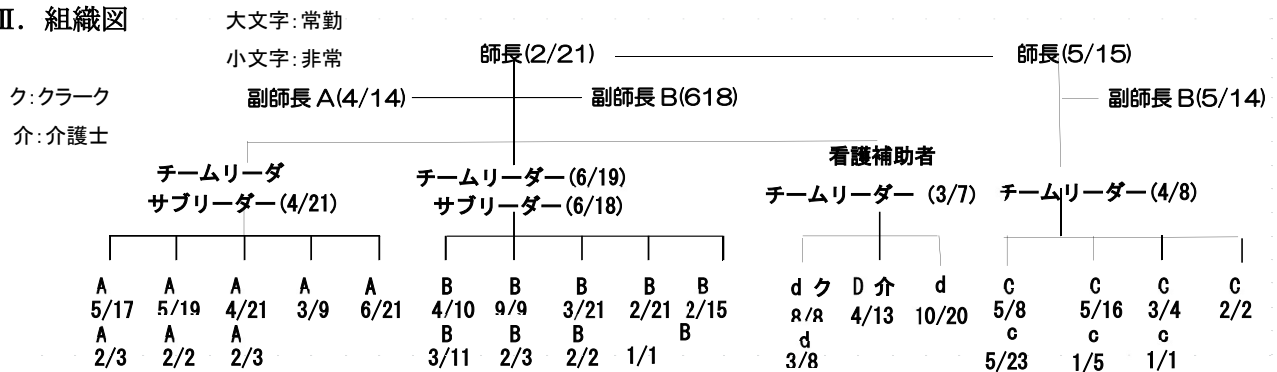 Ⅱ．組織図
大文字：常勤
小文字：非常
ク：クラーク
介：介護士
師長(2/21)
師長(5/15)
副師長A(4/14)
副師長B(618)
副師長B(5/14)
チームリーダ
サブリーダー(4/21)
チームリーダー(6/19)
サブリーダー(6/18)
看護補助者
チームリーダー (3/7)
チームリーダー(4/8)
A A A A A
5/17 5/19 4/21 3/9 6/21
A A A
2/3 2/2 2/3
B B B B B
4/10 9/9 3/21 2/21 2/15
B B B B
3/11 2/3 2/2 1/1
d ク D 介 d
8/8 4/13 10/20
d
3/8
C C C C
5/8 5/16 3/4 2/2
c c c
5/23 1/5 1/1